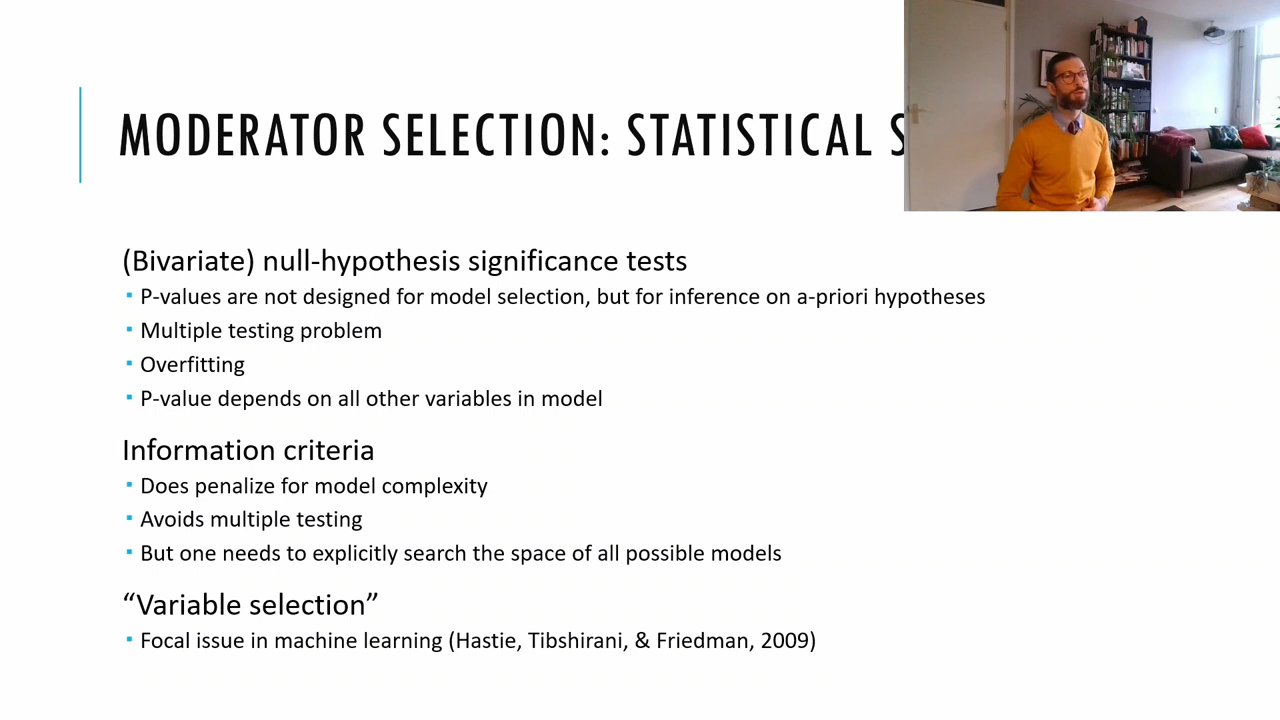 MODERATOR SELECTION: STATISTICAL
(Bivariate) null-hypothesis significance tests
P-values are not designed for model selection, but for inference on a-priori hypotheses
Multiple testing problem
Overfitting
P-value depends on all other variables in model
Information criteria
Does penalize for model complexity
Avoids multiple testing
But one needs to explicitly search the space of all possible models
“Variable selection”
Focal issue in machine learning (Hastie, Tibshirani, & Friedman, 2009)